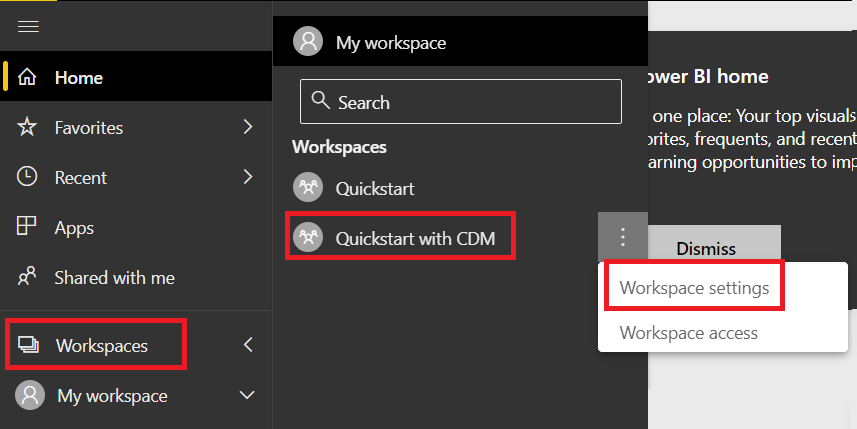 Home
Favorites
Recent
Apps
Shared with me
Workspaces
My workspace
My workspace
Search
Workspaces
Quickstart
Quickstart with CDM
ower BI home
one place: Your top visuals
orites, frequents, and recent
arning opportunities to imp
Dismiss
Workspace settings
Workspace access